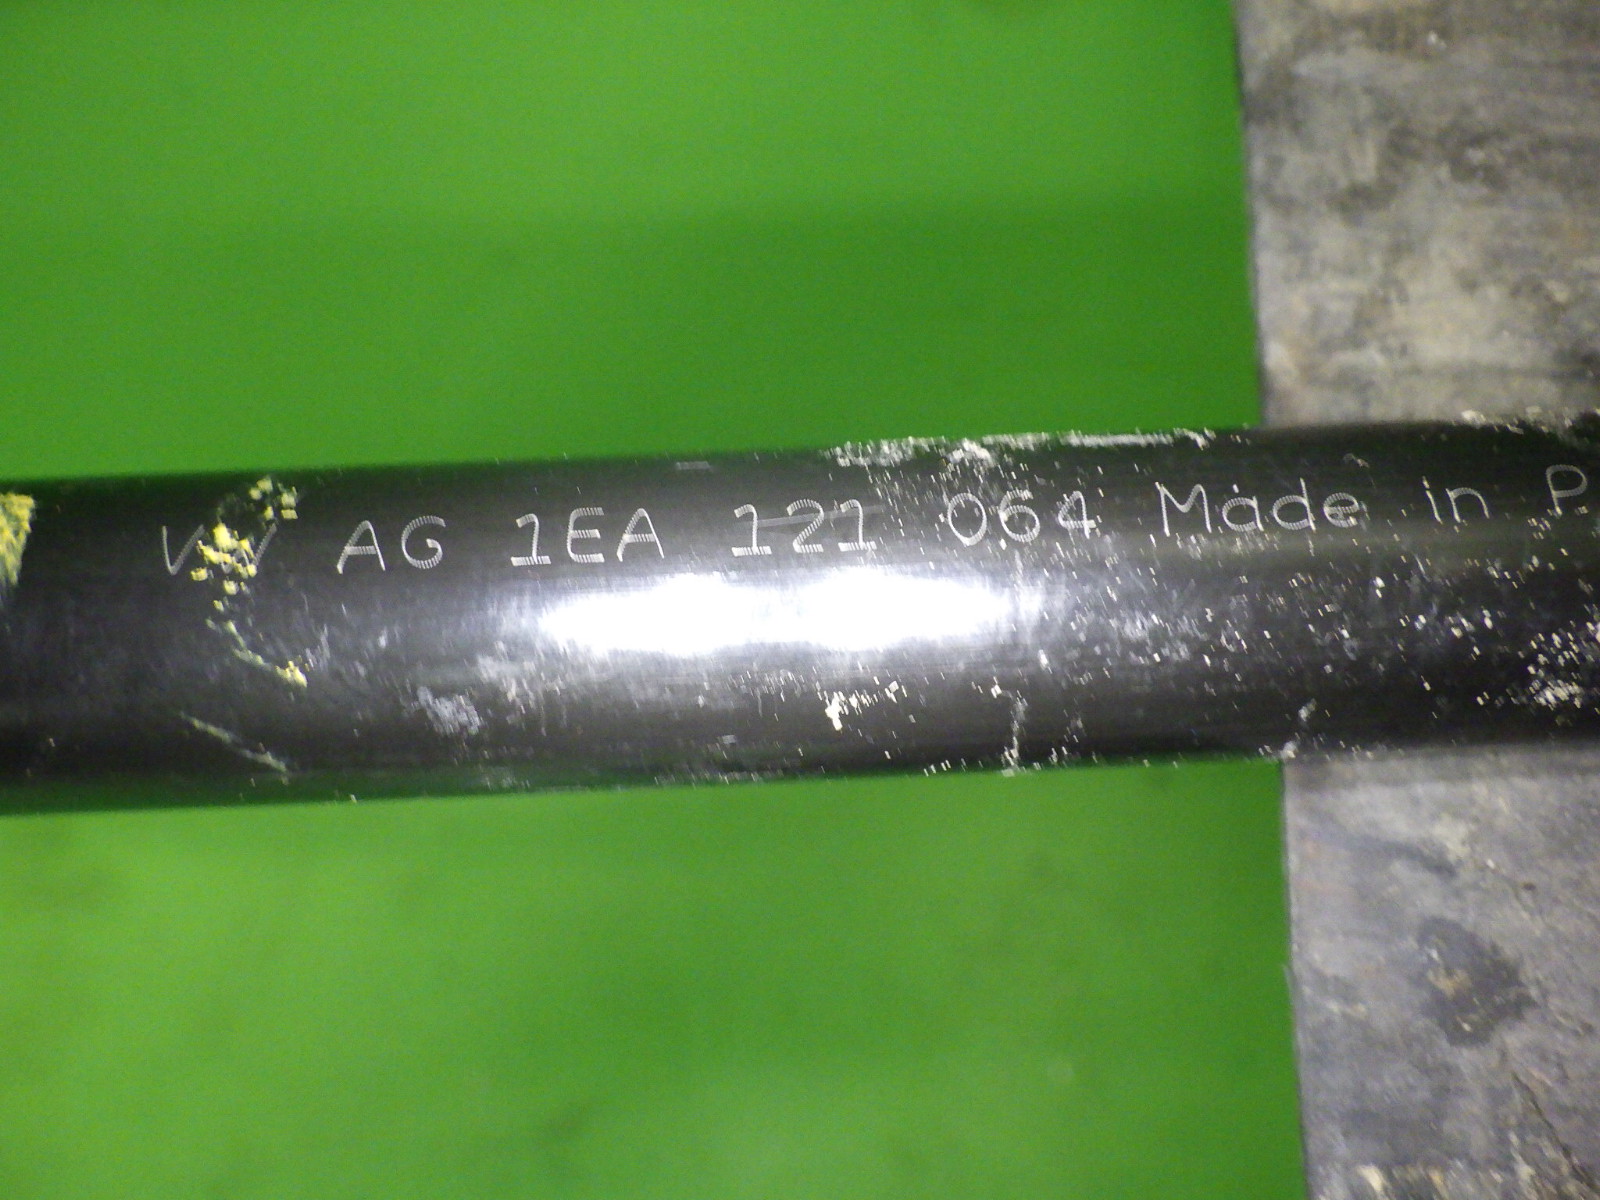 VW AG 1EA 121 064 Made in P.